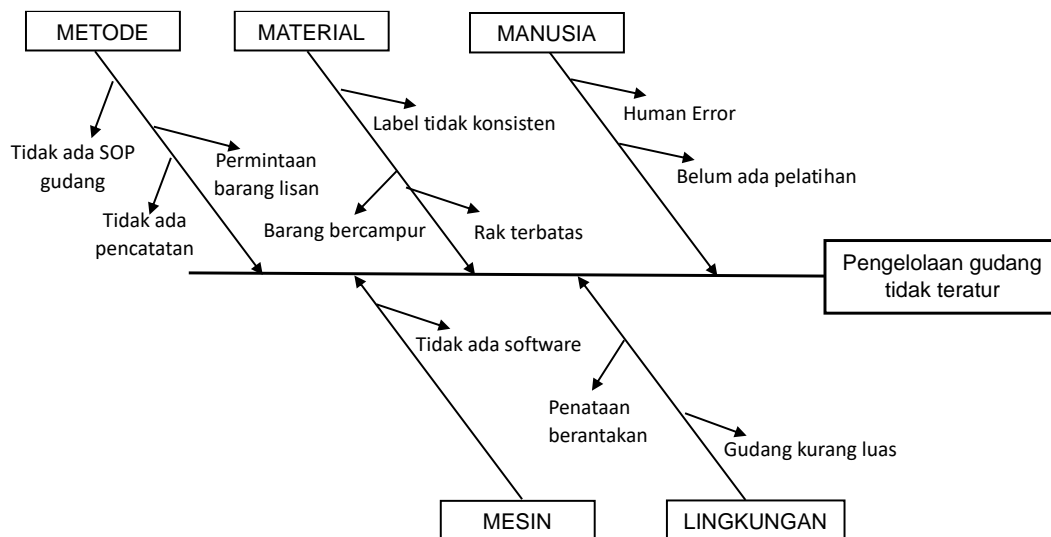 METODE
MATERIAL
MANUSIA
Tidak ada SOP
gudang
Permintaan
barang lisan
Tidak ada
pencatatan
Label tidak konsisten
Barang bercampur
Rak terbatas
Human Error
Belum ada pelatihan
Pengelolaan gudang
tidak teratur
Tidak ada software
Penataan
berantakan
Gudang kurang luas
MESIN
LINGKUNGAN